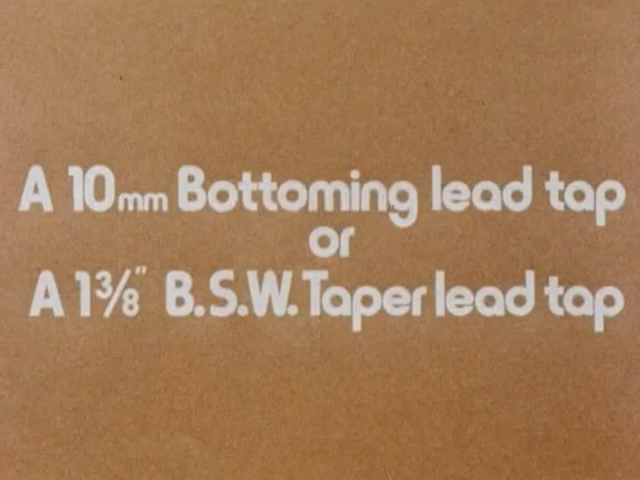 A 10mm Bottoming lead tap
or
A 1⅜" B.S.W. Taper lead tap